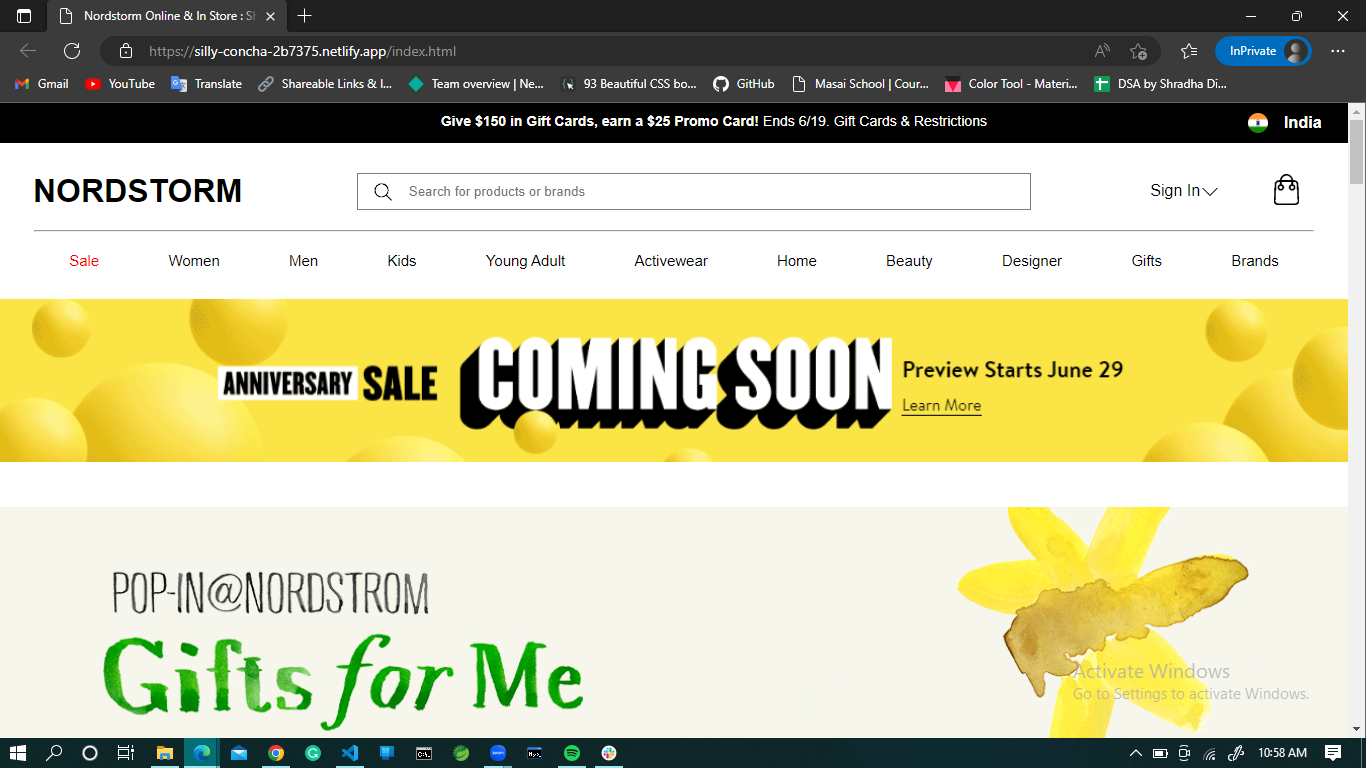 Nordstorm Online & In Store : Sh
https://silly-concha-2b7375.netlify.app/index.html
InPrivate
Gmail
YouTube
Translate
Shareable Links & I...
Team overview | Ne...
93 Beautiful CSS bo...
GitHub
Masai School | Cour...
Color Tool - Materi...
DSA by Shradha Di...
Give $150 in Gift Cards, earn a $25 Promo Card! Ends 6/19. Gift Cards & Restrictions
India
NORDSTORM
Search for products or brands
Sign In
Sale Women Men Kids Young Adult Activewear Home Beauty Designer Gifts Brands
ANNIVERSARY SALE
COMING SOON
Preview Starts June 29
Learn More
POP-IN@NORDSTROM
Gifts for Me
Activate Windows
Go to Settings to activate Windows.
10:58 AM